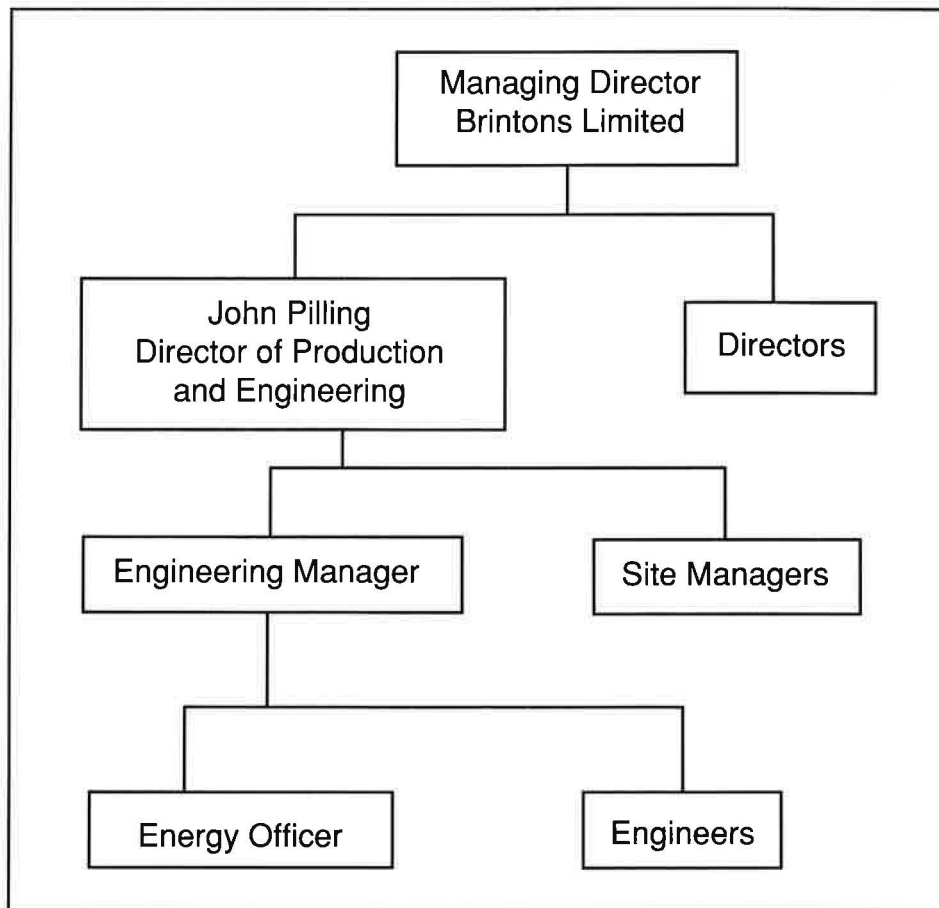 Managing Director
Brintons Limited
John Pilling
Director of Production
and Engineering
Directors
Engineering Manager
Site Managers
Energy Officer
Engineers